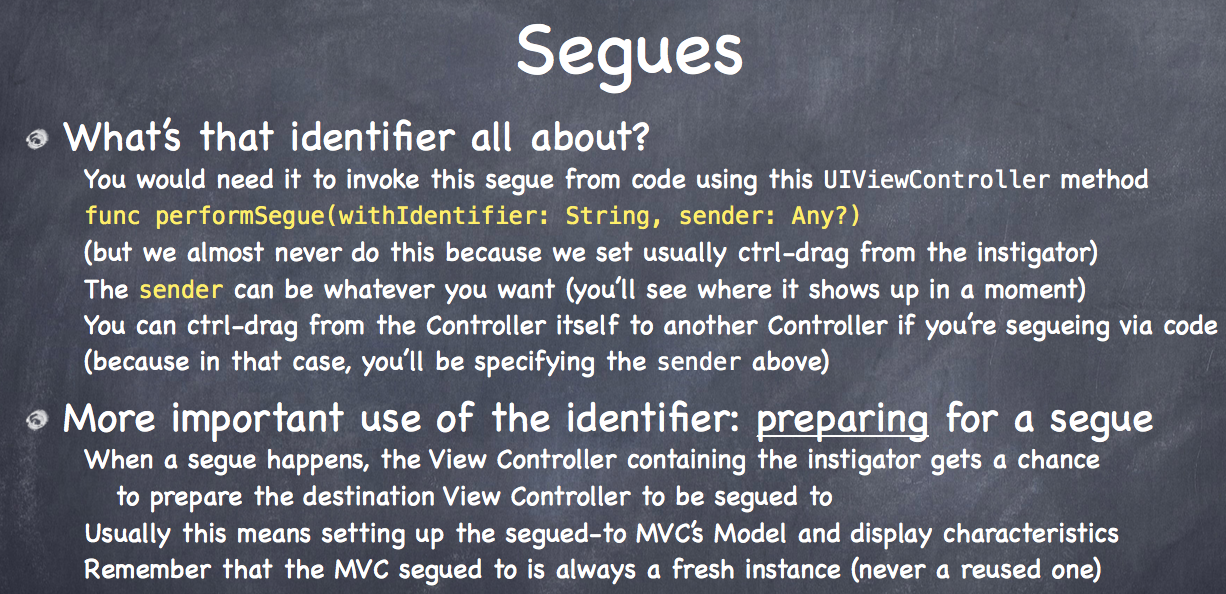 Segues
What's that identifier all about?
You would need it to invoke this segue from code using this UIViewController method
func performSegue(withIdentifier: String, sender: Any?)
(but we almost never do this because we set usually ctrl-drag from the instigator)
The sender can be whatever you want (you'll see where it shows up in a moment)
You can ctrl-drag from the Controller itself to another Controller if you're segueing via code
(because in that case, you'll be specifying the sender above)
More important use of the identifier: preparing for a segue
When a segue happens, the View Controller containing the instigator gets a chance
to prepare the destination View Controller to be segued to
Usually this means setting up the segued-to MVC's Model and display characteristics
Remember that the MVC segued to is always a fresh instance (never a reused one)